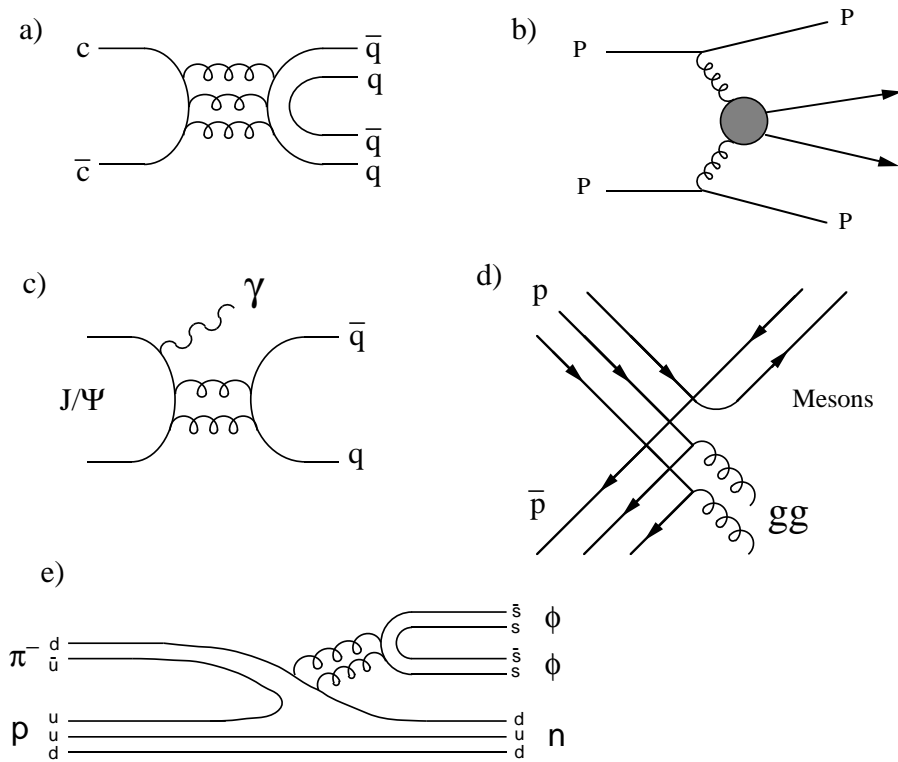 a)
c
c̅
q̅
q
q̅
q
b)
P
P
P
P
c)
γ
J/Ψ
q̅
q
d)
p
p̅
Mesons
gg
e)
π⁻
d
u̅
p
u
u
d
s̅
s
ϕ
s̅
s
ϕ
d
u
d
n